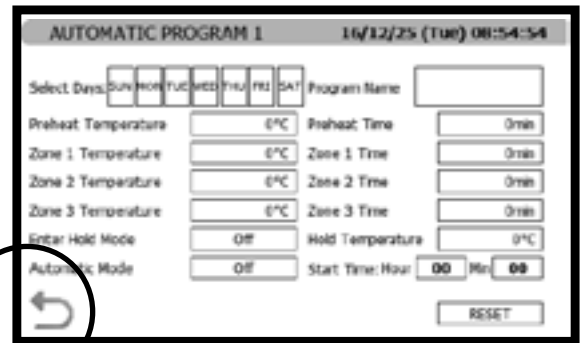 AUTOMATIC PROGRAM 1 16/12/25 (Tue) 08:54:54
Select Days: SUN MON TUE WED THU FRI SAT Program Name
Preheat Temperature 0°C Preheat Time 0min
Zone 1 Temperature 0°C Zone 1 Time 0min
Zone 2 Temperature 0°C Zone 2 Time 0min
Zone 3 Temperature 0°C Zone 3 Time 0min
Enter Hold Mode Off Hold Temperature 0°C
Automatic Mode Off Start Time: Hour 00 Min 00
RESET